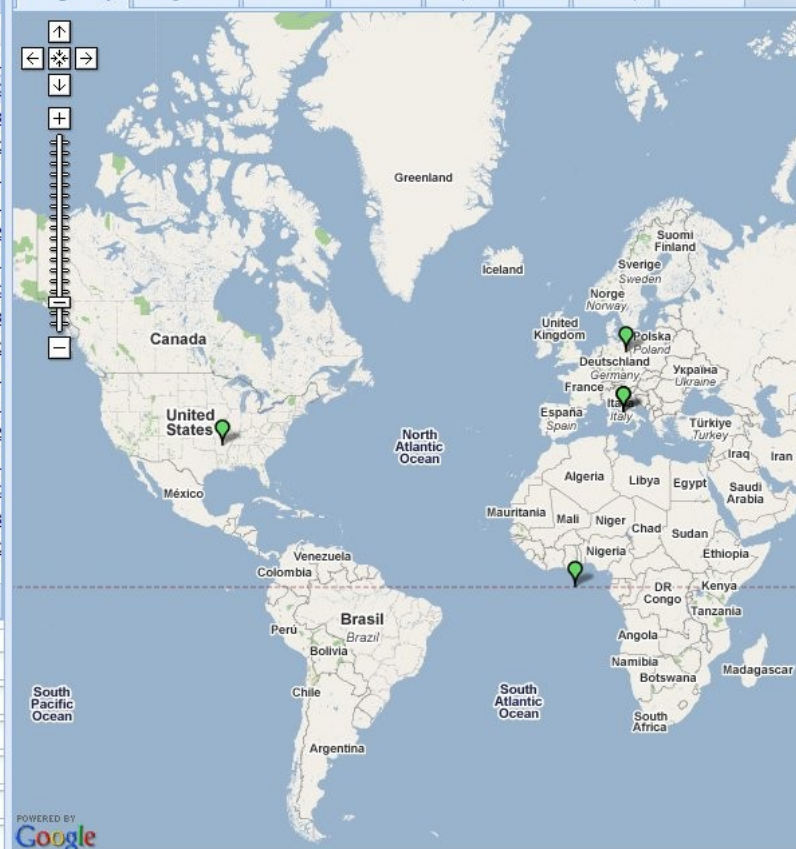 Greenland
Iceland
Suomi
Finland
Sverige
Sweden
Norge
Norway
United
Kingdom
Polska
Poland
Deutschland
Germany
Україна
Ukraine
France
Italy
España
Spain
Türkiye
Turkey
Canada
United
States
North
Atlantic
Ocean
México
Iraq
Iran
Algeria
Libya
Egypt
Saudi
Arabia
Mauritania
Mali
Niger
Chad
Sudan
Nigeria
Ethiopia
Venezuela
Colombia
DR
Congo
Kenya
Tanzania
Brasil
Brazil
Perú
Bolivia
Angola
Namibia
Botswana
Madagascar
South
Pacific
Ocean
Chile
South
Atlantic
Ocean
South
Africa
Argentina
POWERED BY
Google